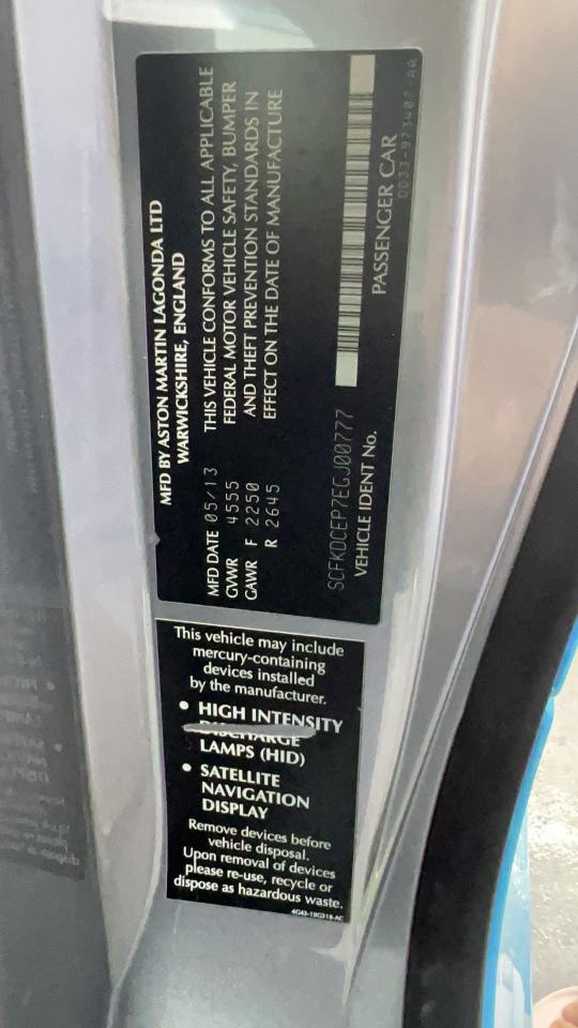 MFD BY ASTON MARTIN LAGONDA LTD
WARWICKSHIRE, ENGLAND
MFD DATE 05/13
GVWR 4555
GAWR F 2250
R 2645
THIS VEHICLE CONFORMS TO ALL APPLICABLE
FEDERAL MOTOR VEHICLE SAFETY, BUMPER
AND THEFT PREVENTION STANDARDS IN
EFFECT ON THE DATE OF MANUFACTURE
SCFKDCEP7EGJ00777
VEHICLE IDENT No.
PASSENGER CAR
This vehicle may include
mercury-containing
devices installed
by the manufacturer.
• HIGH INTENSITY
DISCHARGE
LAMPS (HID)
• SATELLITE
NAVIGATION
DISPLAY
Remove devices before
vehicle disposal.
Upon removal of devices
please re-use, recycle or
dispose as hazardous waste.